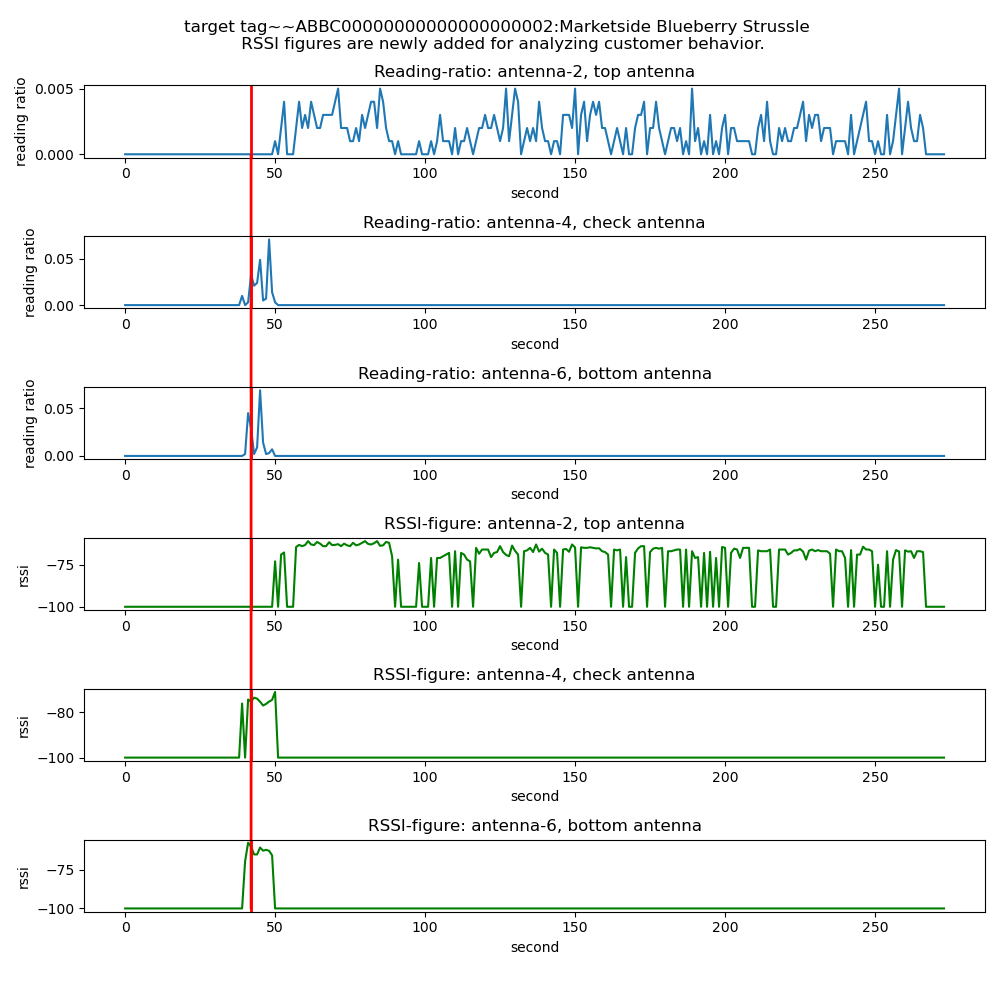 target tag~~ABBC00000000000000000002:Marketside Blueberry Strussle
RSSI figures are newly added for analyzing customer behavior.
Reading-ratio: antenna-2, top antenna
reading ratio
0.005
0.000
0 50 100 150 200 250
second
Reading-ratio: antenna-4, check antenna
reading ratio
0.05
0.00
0 50 100 150 200 250
second
Reading-ratio: antenna-6, bottom antenna
reading ratio
0.05
0.00
0 50 100 150 200 250
second
RSSI-figure: antenna-2, top antenna
rssi
−75
−100
0 50 100 150 200 250
second
RSSI-figure: antenna-4, check antenna
rssi
−80
−100
0 50 100 150 200 250
second
RSSI-figure: antenna-6, bottom antenna
rssi
−75
−100
0 50 100 150 200 250
second